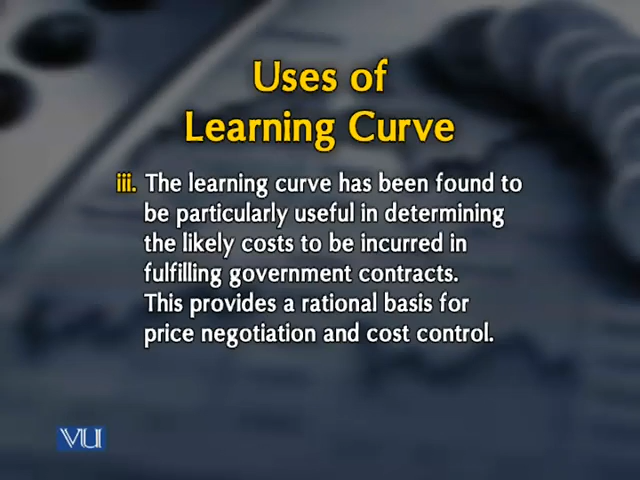 Uses of
Learning Curve
iii. The learning curve has been found to
be particularly useful in determining
the likely costs to be incurred in
fulfilling government contracts.
This provides a rational basis for
price negotiation and cost control.
VU